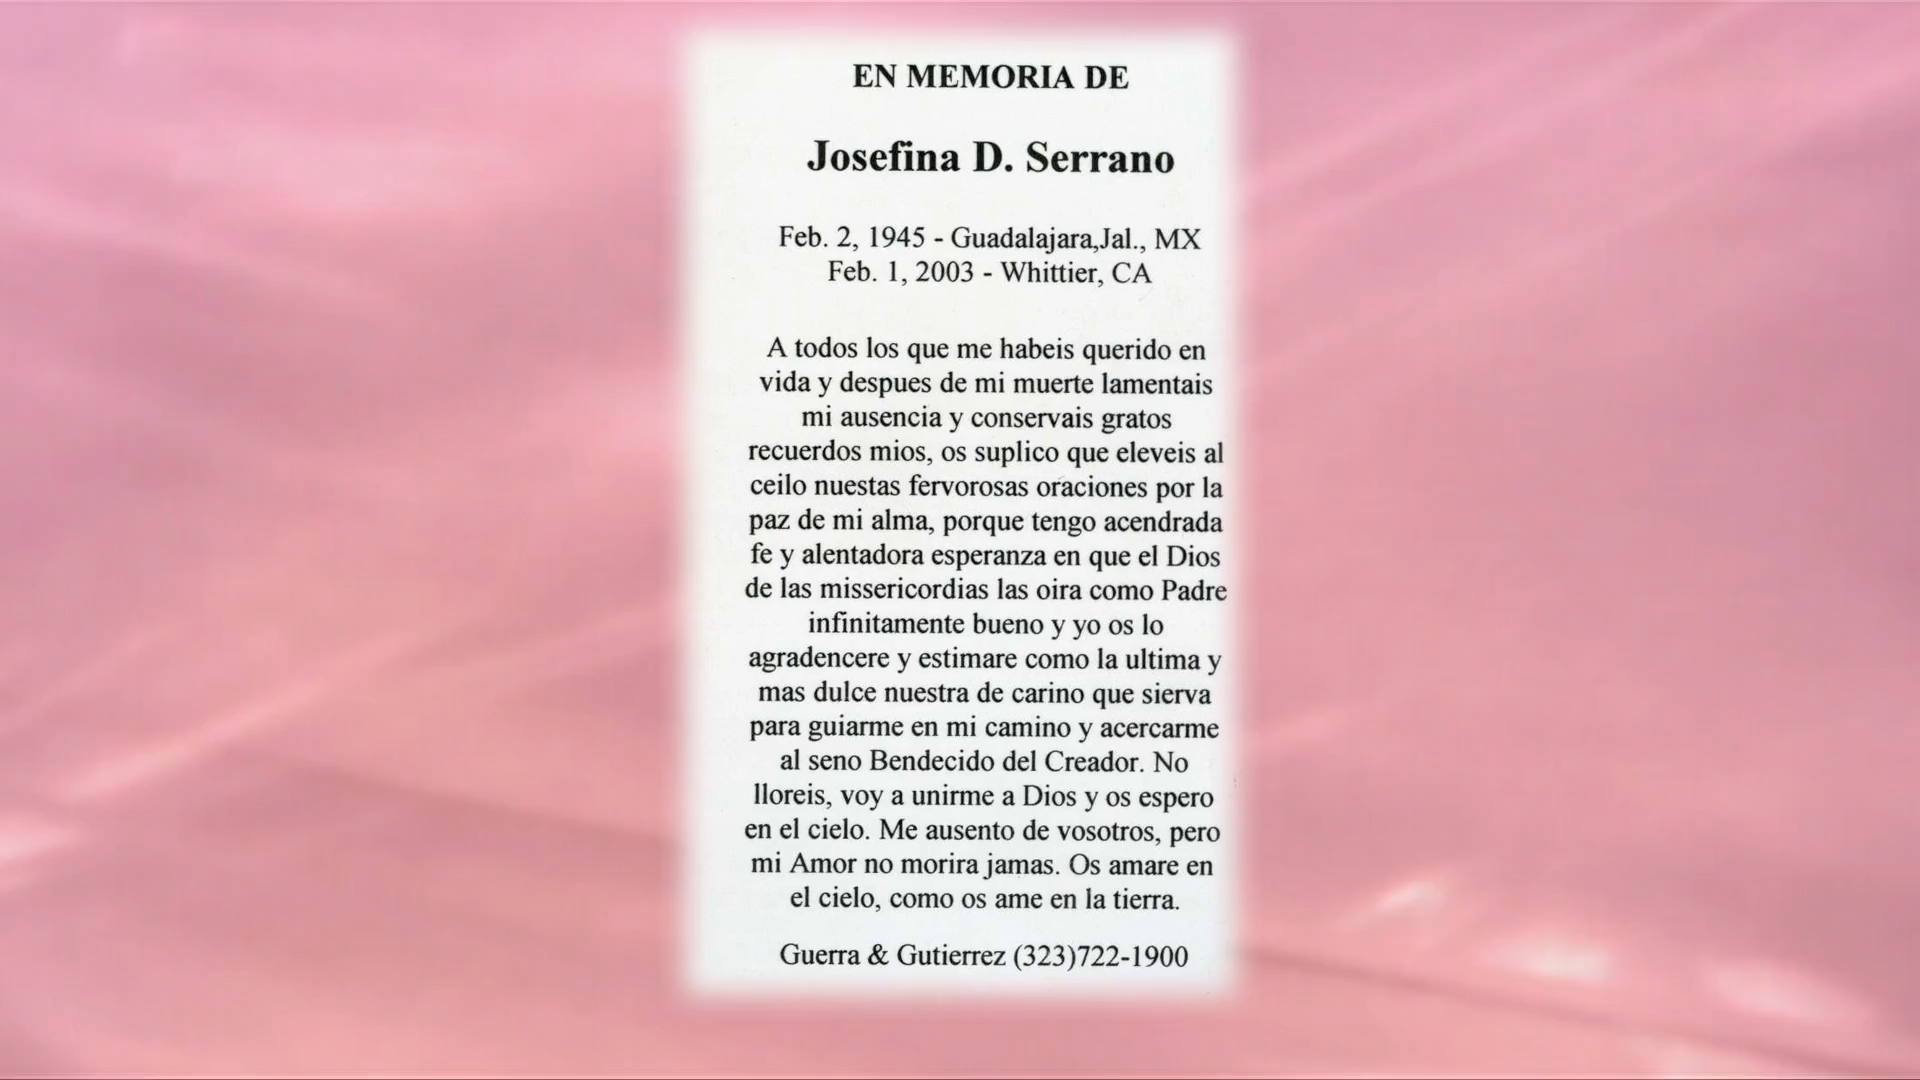 EN MEMORIA DE
Josefina D. Serrano
Feb. 2, 1945 - Guadalajara,Jal., MX
Feb. 1, 2003 - Whittier, CA
A todos los que me habeis querido en
vida y despues de mi muerte lamentais
mi ausencia y conservais gratos
recuerdos mios, os suplico que eleveis al
ceilo nuestas fervorosas oraciones por la
paz de mi alma, porque tengo acendrada
fe y alentadora esperanza en que el Dios
de las missericordias las oira como Padre
infinitamente bueno y yo os lo
agradencere y estimare como la ultima y
mas dulce nuestra de carino que sierva
para guiarme en mi camino y acercarme
al seno Bendecido del Creador. No
lloreis, voy a unirme a Dios y os espero
en el cielo. Me ausento de vosotros, pero
mi Amor no morira jamas. Os amare en
el cielo, como os ame en la tierra.
Guerra & Gutierrez (323)722-1900